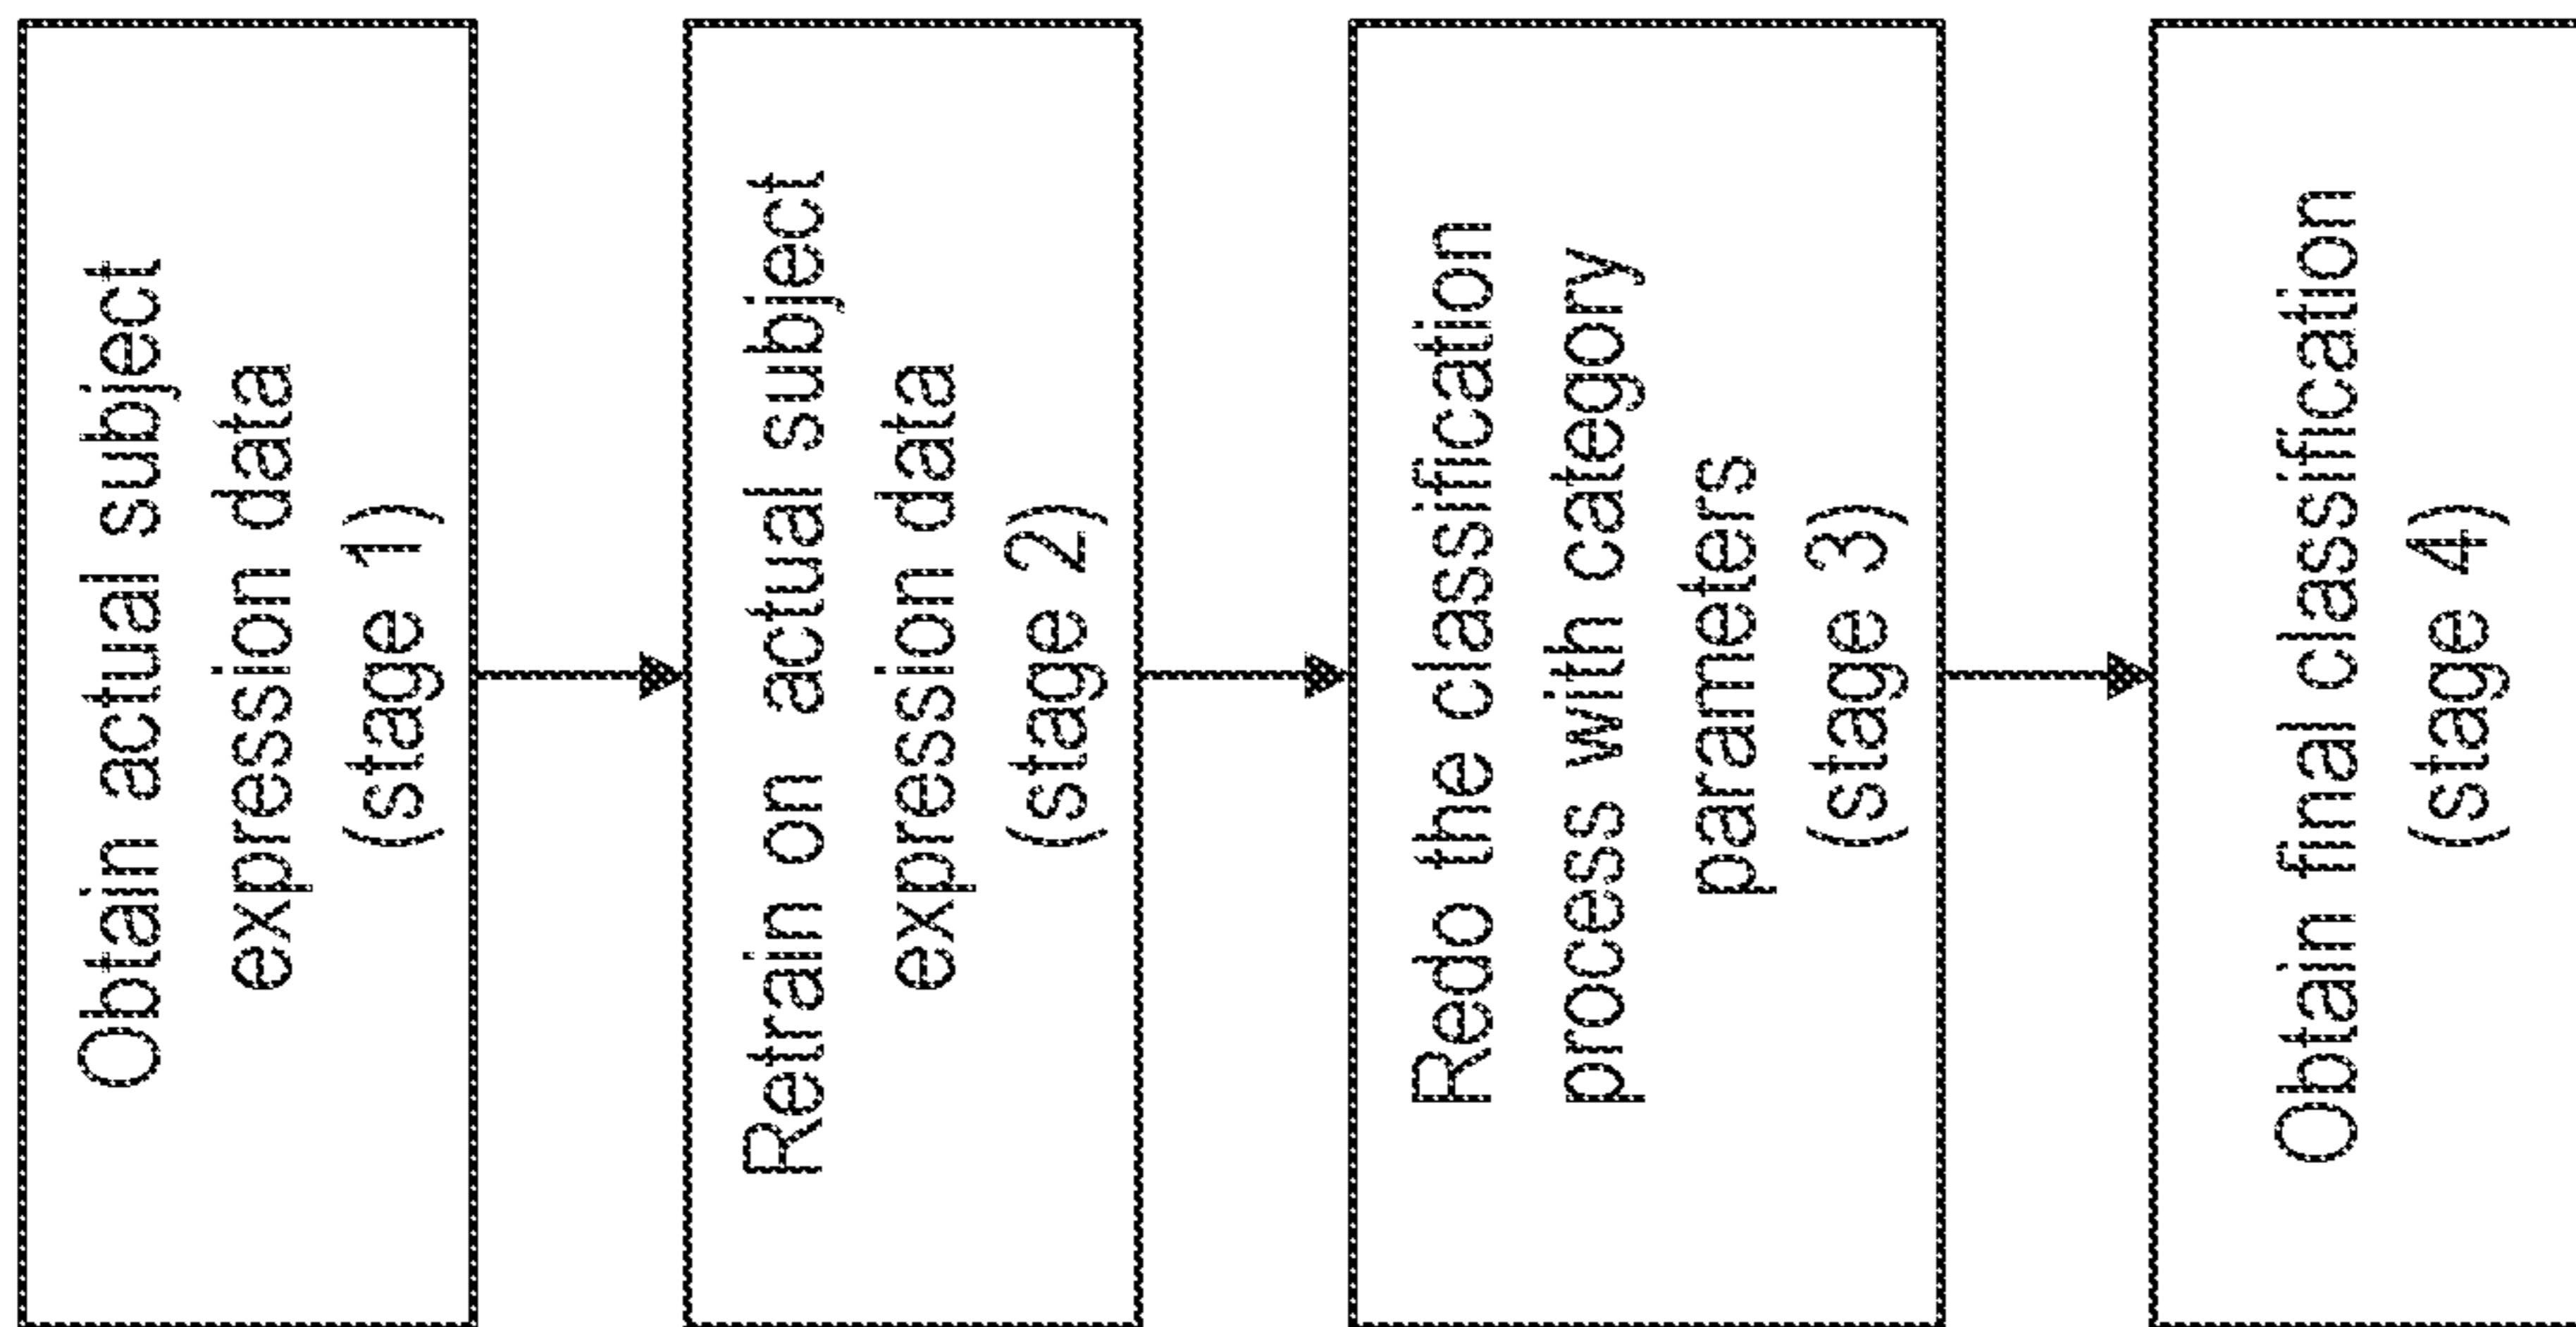 Obtain actual subject
expression data
(stage 1)
Retrain on actual subject
expression data
(stage 2)
Redo the classification
process with category
parameters
(stage 3)
Obtain final classification
(stage 4)